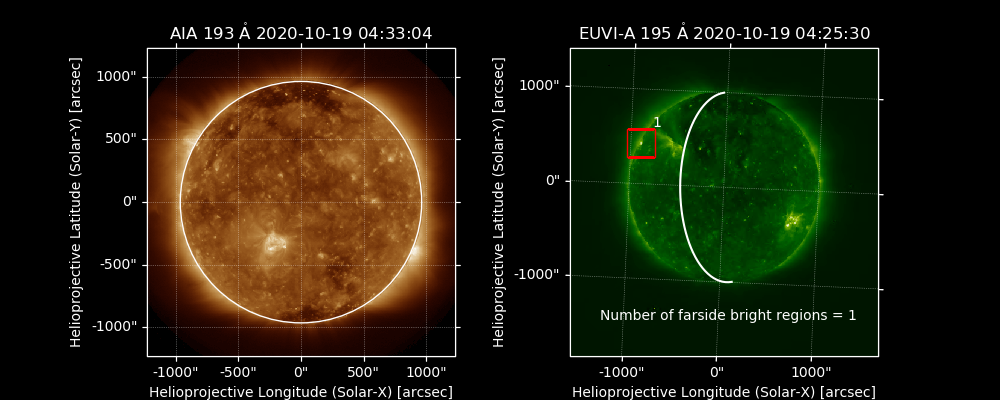 AIA 193 Å 2020-10-19 04:33:04
Helioprojective Latitude (Solar-Y) [arcsec]
1000"
500"
0"
-500"
-1000"
-1000" -500" 0" 500" 1000"
Helioprojective Longitude (Solar-X) [arcsec]
EUVI-A 195 Å 2020-10-19 04:25:30
Helioprojective Latitude (Solar-Y) [arcsec]
1000"
0"
-1000"
1
Number of farside bright regions = 1
-1000" 0" 1000"
Helioprojective Longitude (Solar-X) [arcsec]